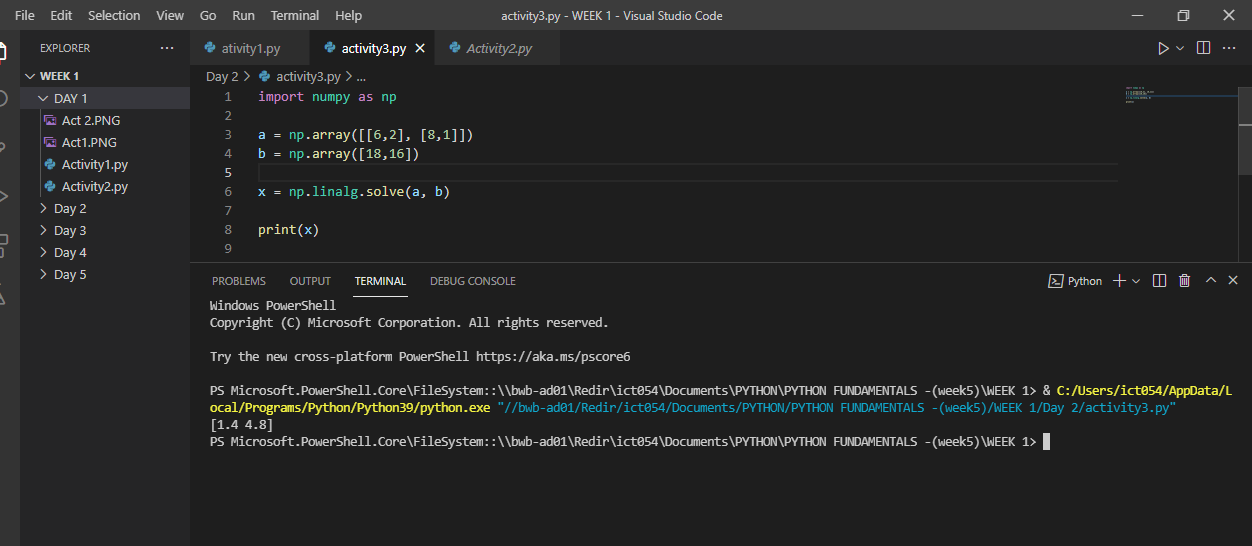 File Edit Selection View Go Run Terminal Help activity3.py - WEEK 1 - Visual Studio Code
EXPLORER ···
WEEK 1
DAY 1
Act 2.PNG
Act1.PNG
Activity1.py
Activity2.py
Day 2
Day 3
Day 4
Day 5
ativity1.py activity3.py Activity2.py
Day 2 > activity3.py > ...
1 import numpy as np
2
3 a = np.array([[6,2], [8,1]])
4 b = np.array([18,16])
5
6 x = np.linalg.solve(a, b)
7
8 print(x)
9
PROBLEMS OUTPUT TERMINAL DEBUG CONSOLE Python
Windows PowerShell
Copyright (C) Microsoft Corporation. All rights reserved.
Try the new cross-platform PowerShell https://aka.ms/pscore6
PS Microsoft.PowerShell.Core\FileSystem::\\bwb-ad01\Redir\ict054\Documents\PYTHON\PYTHON FUNDAMENTALS -(week5)\WEEK 1> & C:/Users/ict054/AppData/L
ocal/Programs/Python/Python39/python.exe "//bwb-ad01/Redir/ict054/Documents/PYTHON/PYTHON FUNDAMENTALS -(week5)/WEEK 1/Day 2/activity3.py"
[1.4 4.8]
PS Microsoft.PowerShell.Core\FileSystem::\\bwb-ad01\Redir\ict054\Documents\PYTHON\PYTHON FUNDAMENTALS -(week5)\WEEK 1>